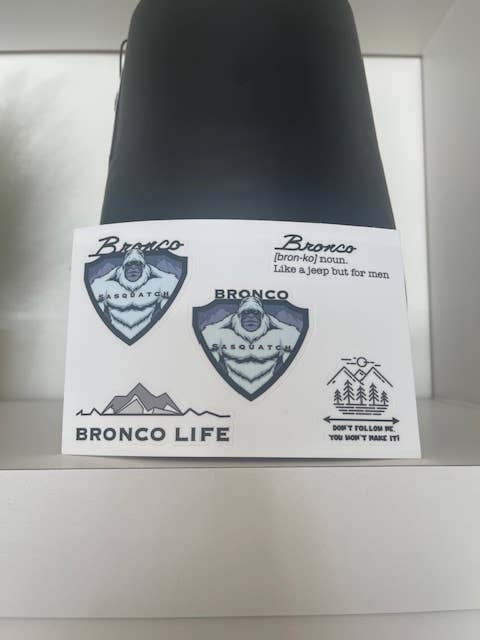 Bronco
SASQUATCH
Bronco
[bron-ko] noun.
Like a jeep but for men
BRONCO
SASQUATCH
BRONCO LIFE
DON'T FOLLOW ME,
YOU WON'T MAKE IT!